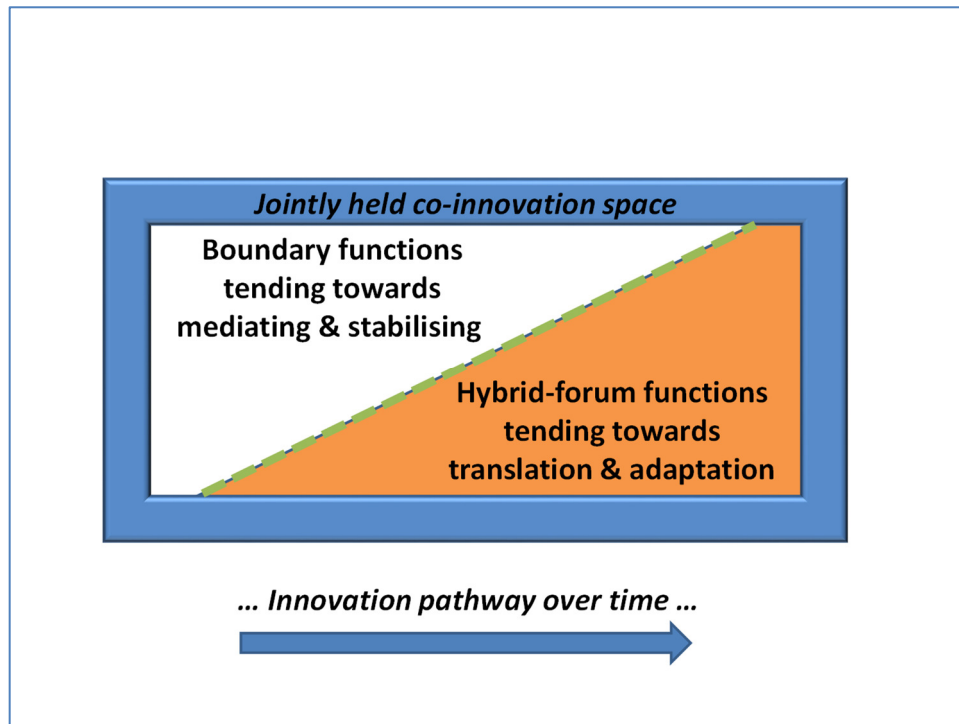 Jointly held co-innovation space
Boundary functions
tending towards
mediating & stabilising
Hybrid-forum functions
tending towards
translation & adaptation
… Innovation pathway over time …